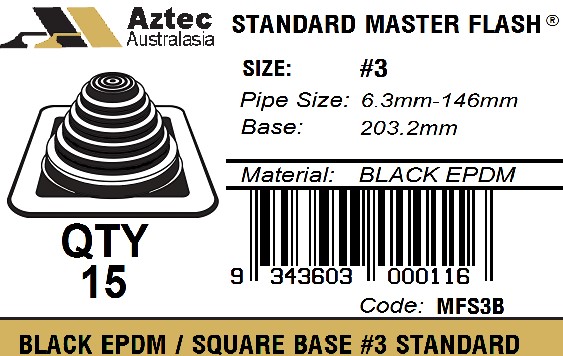 Aztec
Australasia
STANDARD MASTER FLASH®
SIZE: #3
Pipe Size: 6.3mm-146mm
Base: 203.2mm
Material: BLACK EPDM
QTY
15
9 343603 000116
Code: MFS3B
BLACK EPDM / SQUARE BASE #3 STANDARD